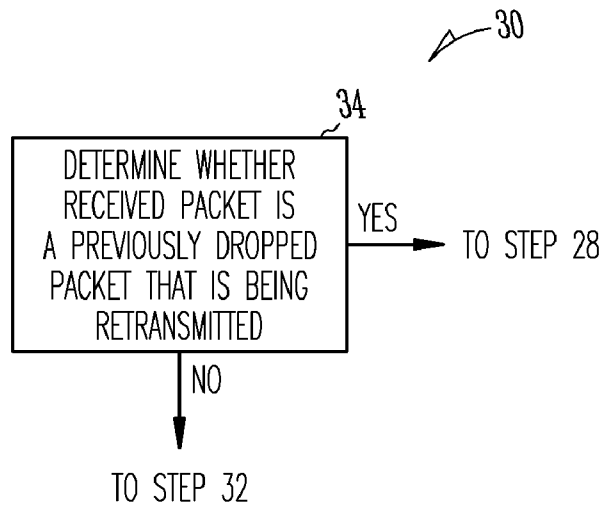 30
34
DETERMINE WHETHER
RECEIVED PACKET IS
A PREVIOUSLY DROPPED
PACKET THAT IS BEING
RETRANSMITTED
YES
TO STEP 28
NO
TO STEP 32